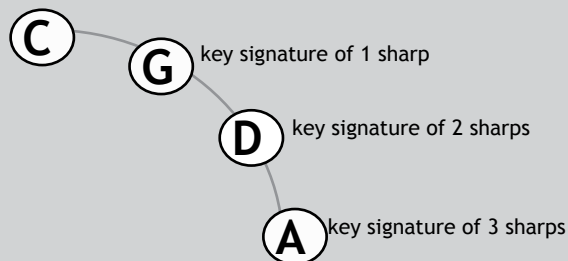 C
G key signature of 1 sharp
D key signature of 2 sharps
A key signature of 3 sharps